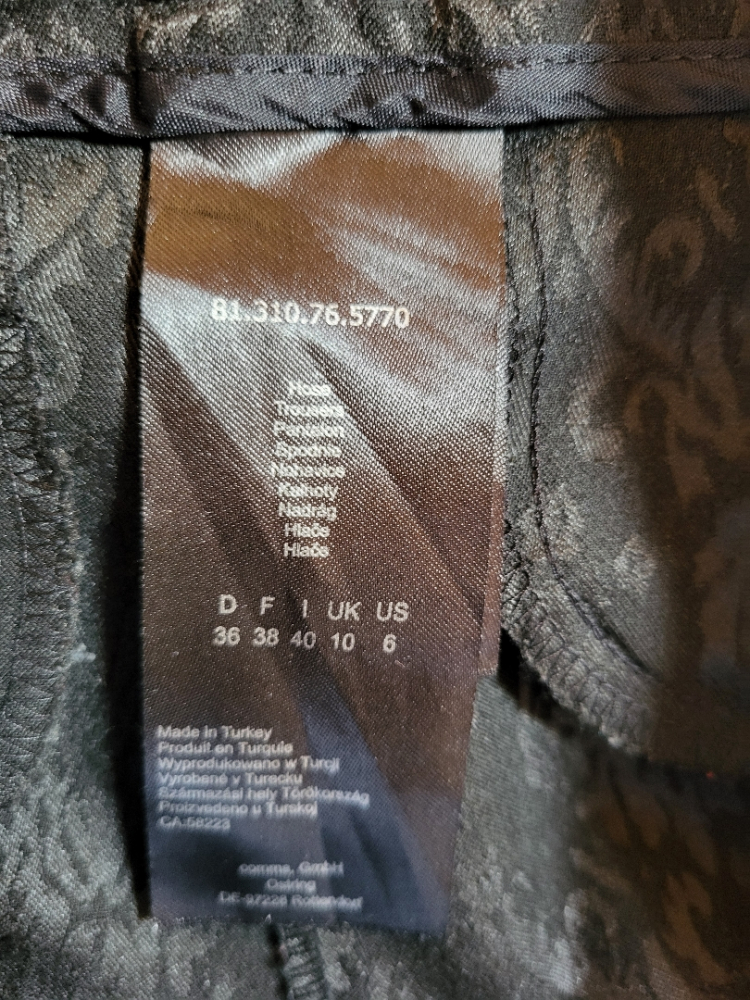 81.310.76.5770
Hose
Trousers
Pantalon
Spodnie
Nohavice
Kalhoty
Nadrág
Hlače
Hlače
D F I UK US
36 38 40 10 6
Made in Turkey
Produit en Turquie
Wyprodukowano w Turcji
Vyrobené v Turecku
Származási hely Törökország
Proizvedeno u Turskoj
CA:58223
comma, GmbH
Ostring
DE-97228 Rottendorf